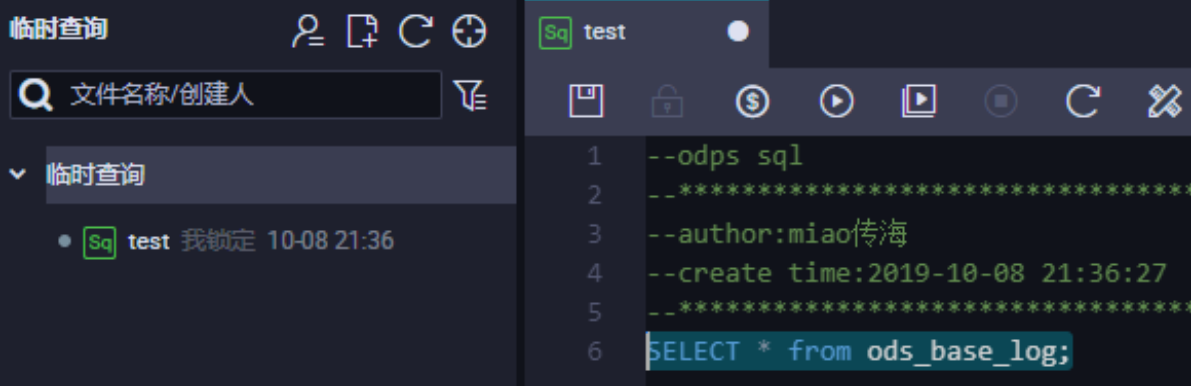 临时查询
文件名称/创建人
临时查询
Sq test 我锁定 10-08 21:36
Sq test
1 --odps sql
2 --**********************************
3 --author:miao传海
4 --create time:2019-10-08 21:36:27
5 --**********************************
6 SELECT * from ods_base_log;